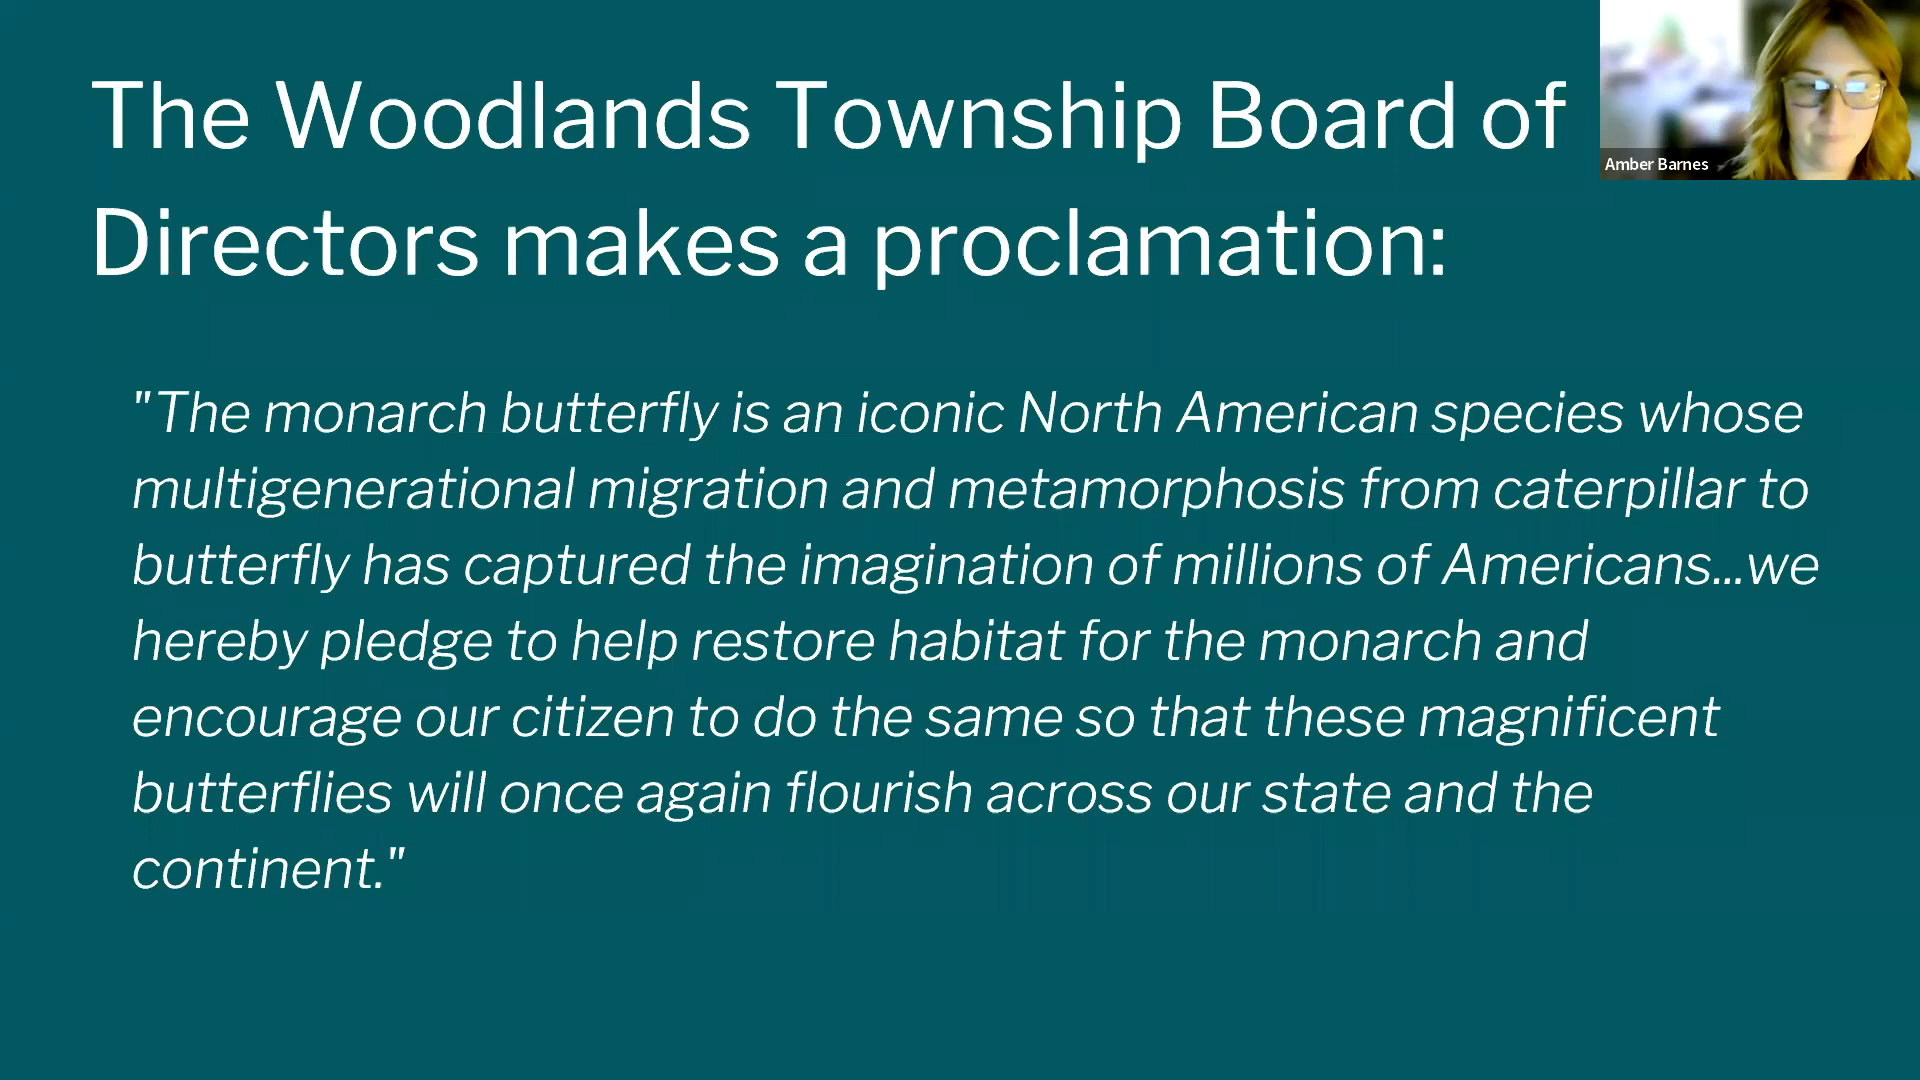 The Woodlands Township Board of
Directors makes a proclamation:
Amber Barnes
"The monarch butterfly is an iconic North American species whose
multigenerational migration and metamorphosis from caterpillar to
butterfly has captured the imagination of millions of Americans...we
hereby pledge to help restore habitat for the monarch and
encourage our citizen to do the same so that these magnificent
butterflies will once again flourish across our state and the
continent."